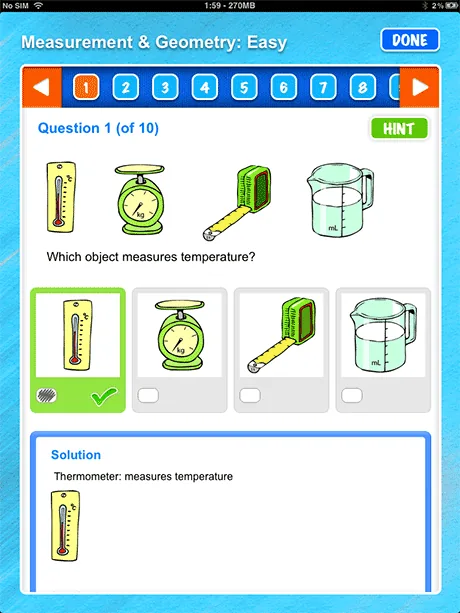 No SIM 1:59 - 270MB 2%
Measurement & Geometry: Easy DONE
1 2 3 4 5 6 7 8
Question 1 (of 10) HINT
kg mL
Which object measures temperature?
kg mL
Solution
Thermometer: measures temperature